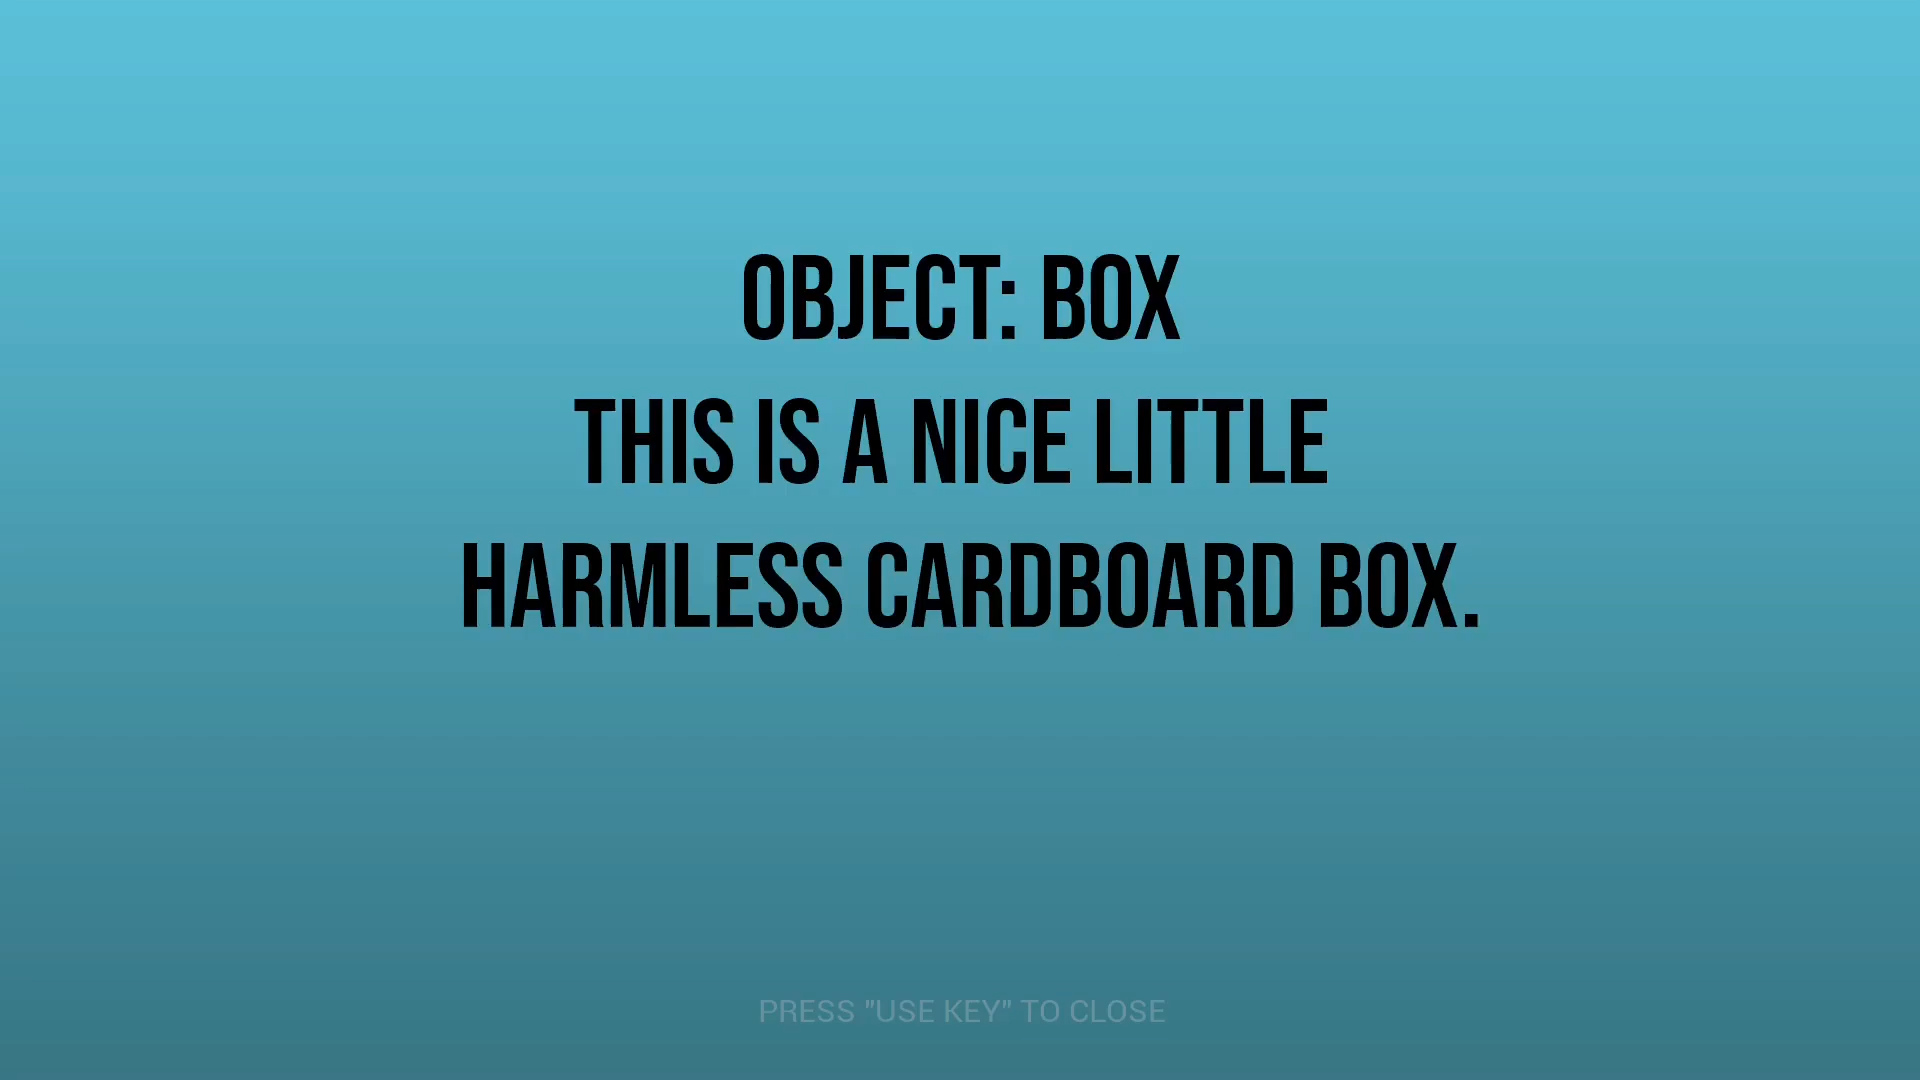 OBJECT: BOX
THIS IS A NICE LITTLE
HARMLESS CARDBOARD BOX.
PRESS "USE KEY" TO CLOSE